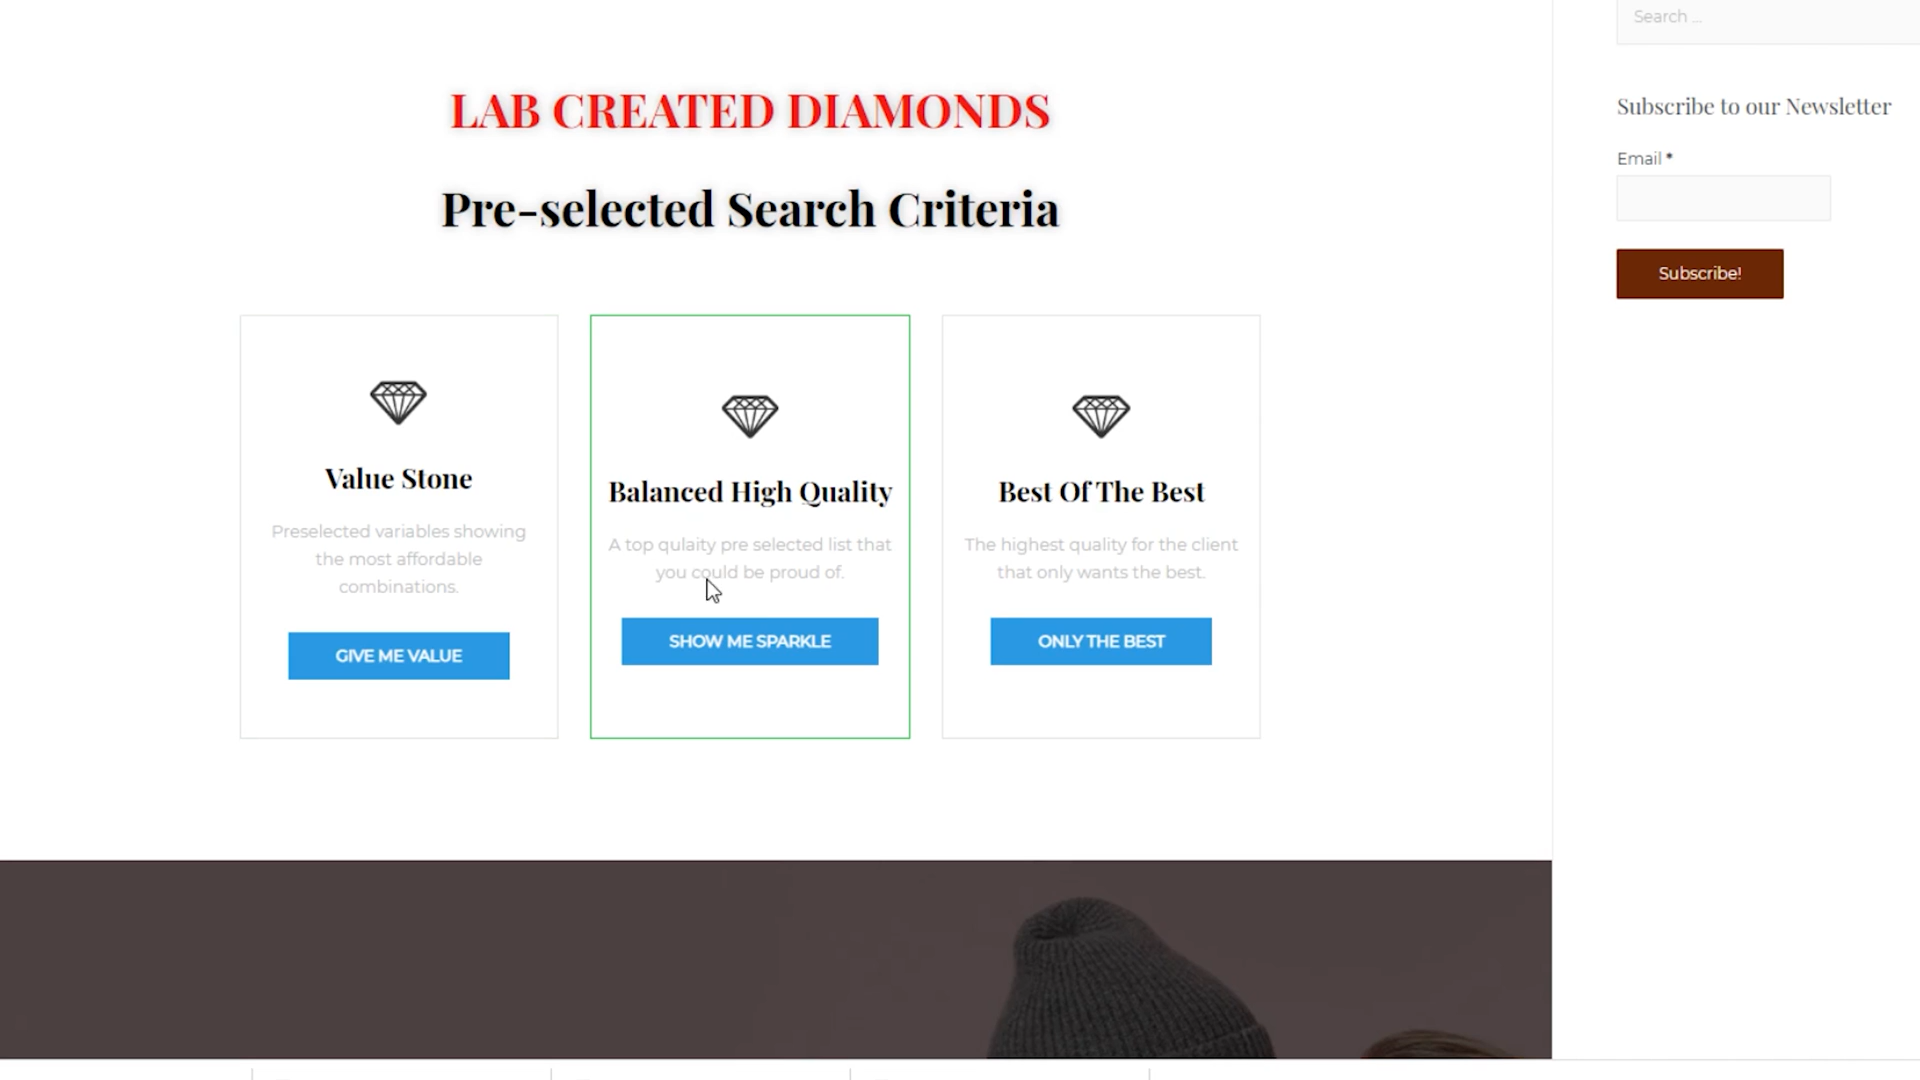 Search ...
LAB CREATED DIAMONDS
Pre-selected Search Criteria
Subscribe to our Newsletter
Email *
Subscribe!
Value Stone
Preselected variables showing
the most affordable
combinations.
GIVE ME VALUE
Balanced High Quality
A top qulaity pre selected list that
you could be proud of.
SHOW ME SPARKLE
Best Of The Best
The highest quality for the client
that only wants the best.
ONLY THE BEST